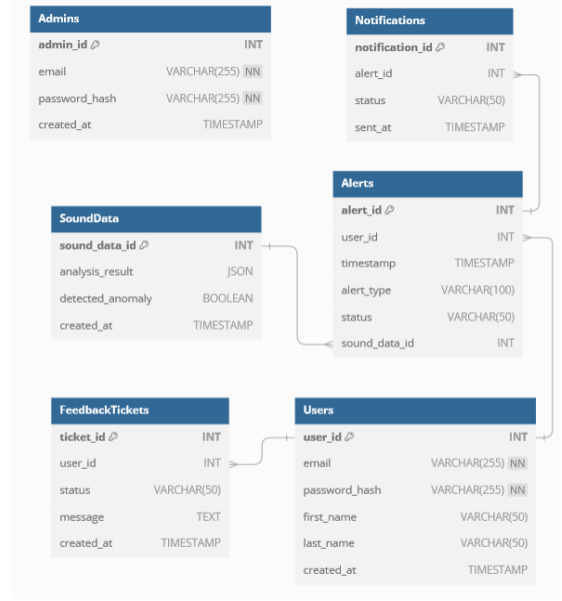 Admins
admin_id INT
email VARCHAR(255) NN
password_hash VARCHAR(255) NN
created_at TIMESTAMP
Notifications
notification_id INT
alert_id INT
status VARCHAR(50)
sent_at TIMESTAMP
Alerts
alert_id INT
user_id INT
timestamp TIMESTAMP
alert_type VARCHAR(100)
status VARCHAR(50)
sound_data_id INT
SoundData
sound_data_id INT
analysis_result JSON
detected_anomaly BOOLEAN
created_at TIMESTAMP
FeedbackTickets
ticket_id INT
user_id INT
status VARCHAR(50)
message TEXT
created_at TIMESTAMP
Users
user_id INT
email VARCHAR(255) NN
password_hash VARCHAR(255) NN
first_name VARCHAR(50)
last_name VARCHAR(50)
created_at TIMESTAMP